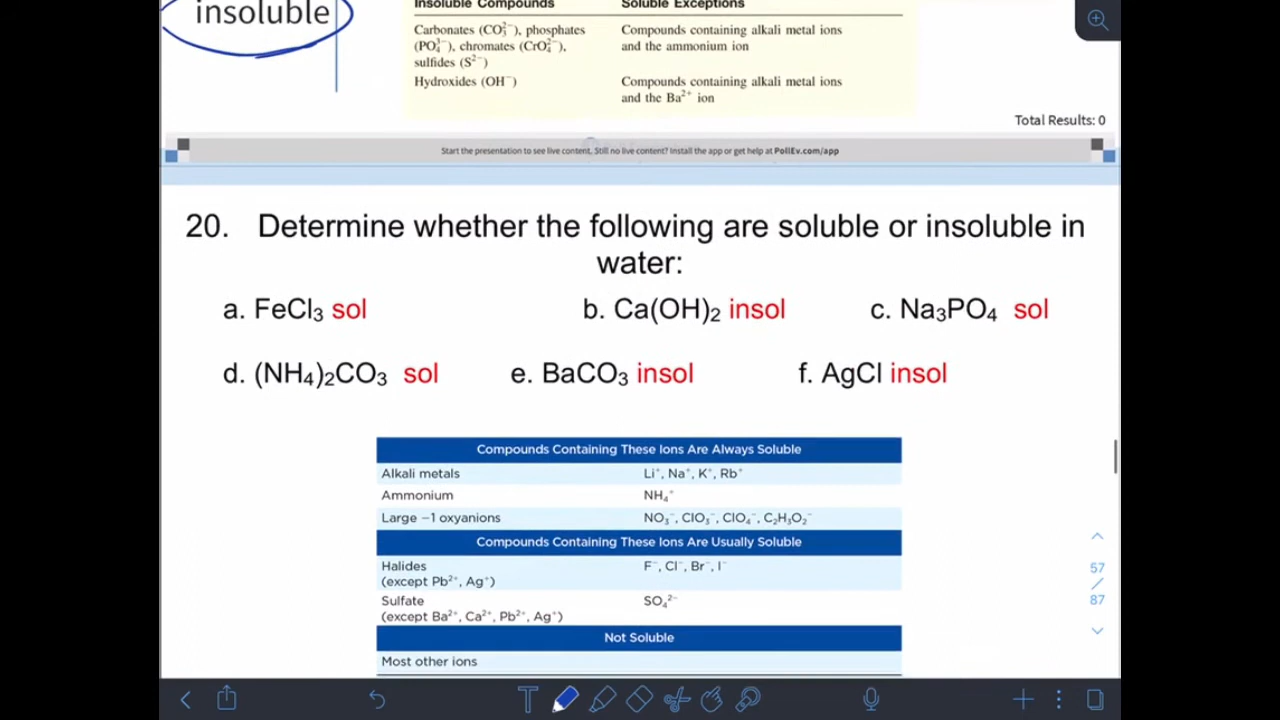 insoluble
Insoluble Compounds Soluble Exceptions
Carbonates (CO₃²⁻), phosphates Compounds containing alkali metal ions
(PO₄³⁻), chromates (CrO₄²⁻), and the ammonium ion
sulfides (S²⁻)
Hydroxides (OH⁻) Compounds containing alkali metal ions
and the Ba²⁺ ion
Total Results: 0
Start the presentation to see live content. Still no live content? Install the app or get help at PollEv.com/app
20. Determine whether the following are soluble or insoluble in
water:
a. FeCl₃ sol b. Ca(OH)₂ insol c. Na₃PO₄ sol
d. (NH₄)₂CO₃ sol e. BaCO₃ insol f. AgCl insol
Compounds Containing These Ions Are Always Soluble
Alkali metals Li⁺, Na⁺, K⁺, Rb⁺
Ammonium NH₄⁺
Large −1 oxyanions NO₃⁻, ClO₃⁻, ClO₄⁻, C₂H₃O₂⁻
Compounds Containing These Ions Are Usually Soluble
Halides F⁻, Cl⁻, Br⁻, I⁻
(except Pb²⁺, Ag⁺)
Sulfate SO₄²⁻
(except Ba²⁺, Ca²⁺, Pb²⁺, Ag⁺)
Not Soluble
Most other ions
57
/
87